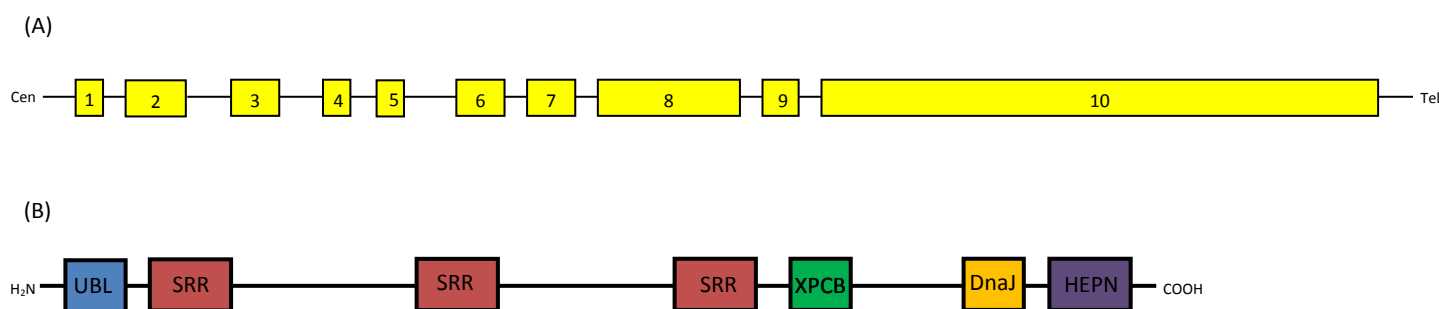 (A)
Cen 1 2 3 4 5 6 7 8 9 10 Tel
(B)
H₂N UBL SRR SRR SRR XPCB DnaJ HEPN COOH